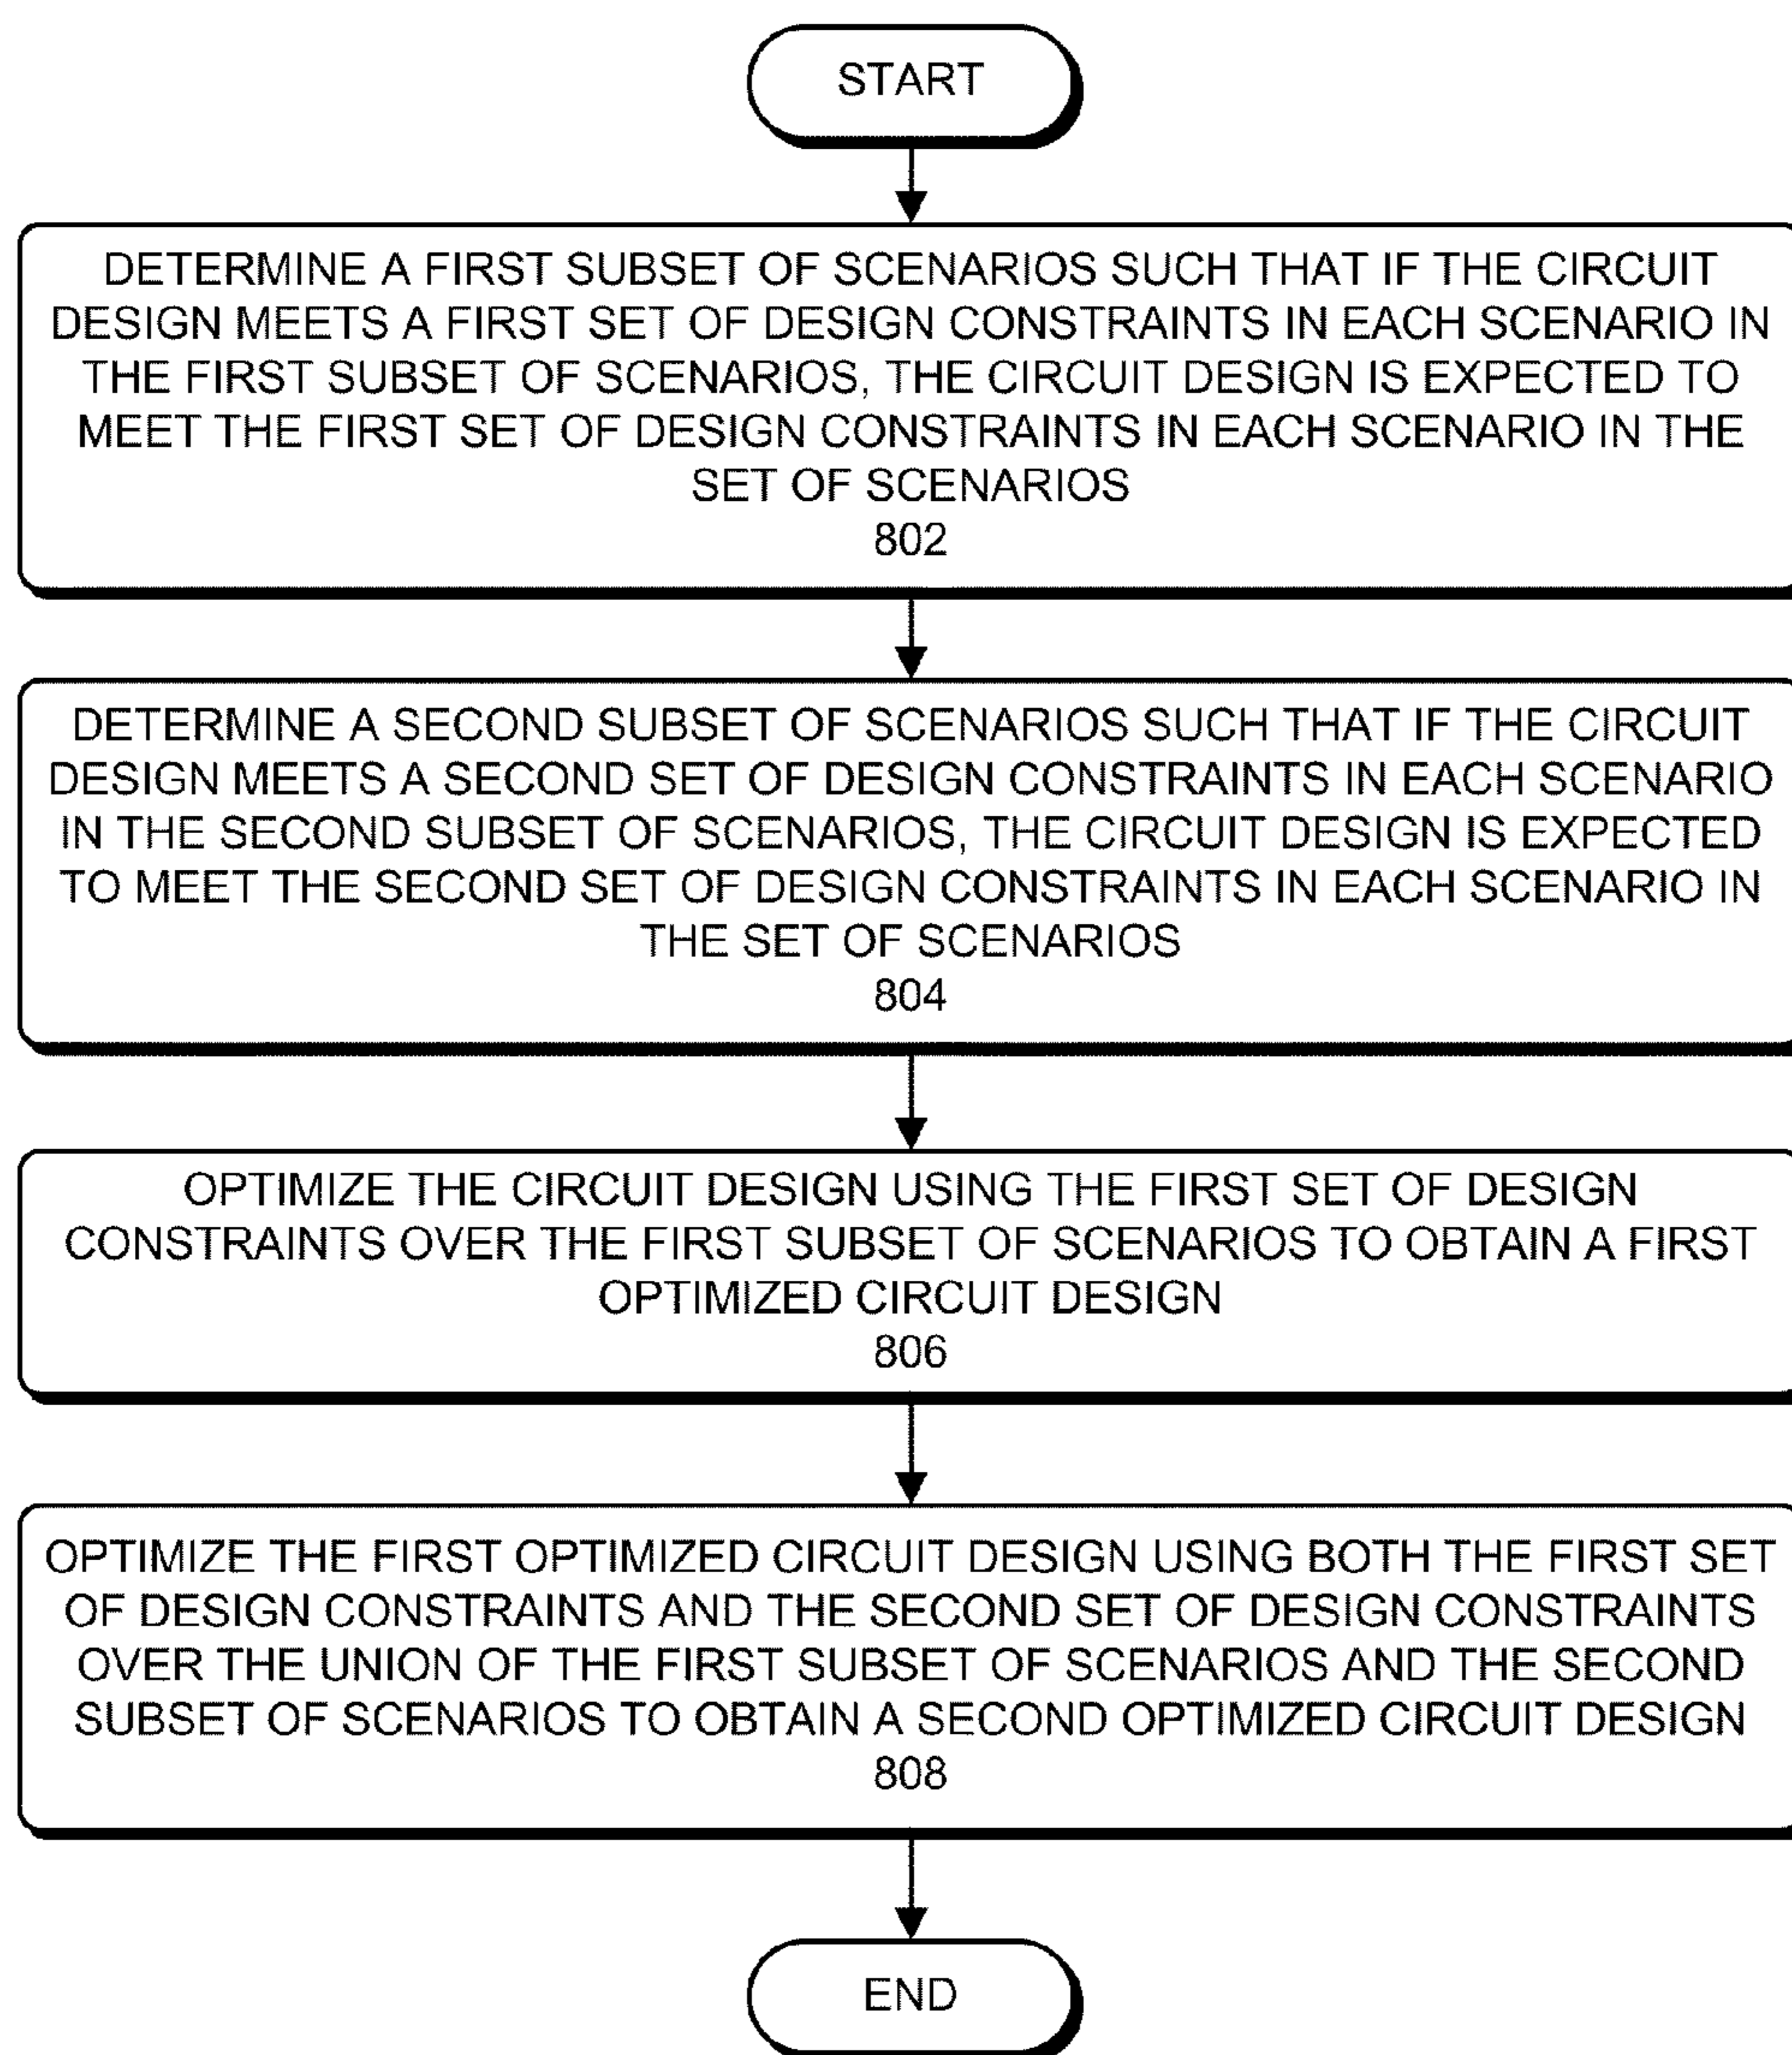 START
DETERMINE A FIRST SUBSET OF SCENARIOS SUCH THAT IF THE CIRCUIT
DESIGN MEETS A FIRST SET OF DESIGN CONSTRAINTS IN EACH SCENARIO IN
THE FIRST SUBSET OF SCENARIOS, THE CIRCUIT DESIGN IS EXPECTED TO
MEET THE FIRST SET OF DESIGN CONSTRAINTS IN EACH SCENARIO IN THE
SET OF SCENARIOS
802
DETERMINE A SECOND SUBSET OF SCENARIOS SUCH THAT IF THE CIRCUIT
DESIGN MEETS A SECOND SET OF DESIGN CONSTRAINTS IN EACH SCENARIO
IN THE SECOND SUBSET OF SCENARIOS, THE CIRCUIT DESIGN IS EXPECTED
TO MEET THE SECOND SET OF DESIGN CONSTRAINTS IN EACH SCENARIO IN
THE SET OF SCENARIOS
804
OPTIMIZE THE CIRCUIT DESIGN USING THE FIRST SET OF DESIGN
CONSTRAINTS OVER THE FIRST SUBSET OF SCENARIOS TO OBTAIN A FIRST
OPTIMIZED CIRCUIT DESIGN
806
OPTIMIZE THE FIRST OPTIMIZED CIRCUIT DESIGN USING BOTH THE FIRST SET
OF DESIGN CONSTRAINTS AND THE SECOND SET OF DESIGN CONSTRAINTS
OVER THE UNION OF THE FIRST SUBSET OF SCENARIOS AND THE SECOND
SUBSET OF SCENARIOS TO OBTAIN A SECOND OPTIMIZED CIRCUIT DESIGN
808
END